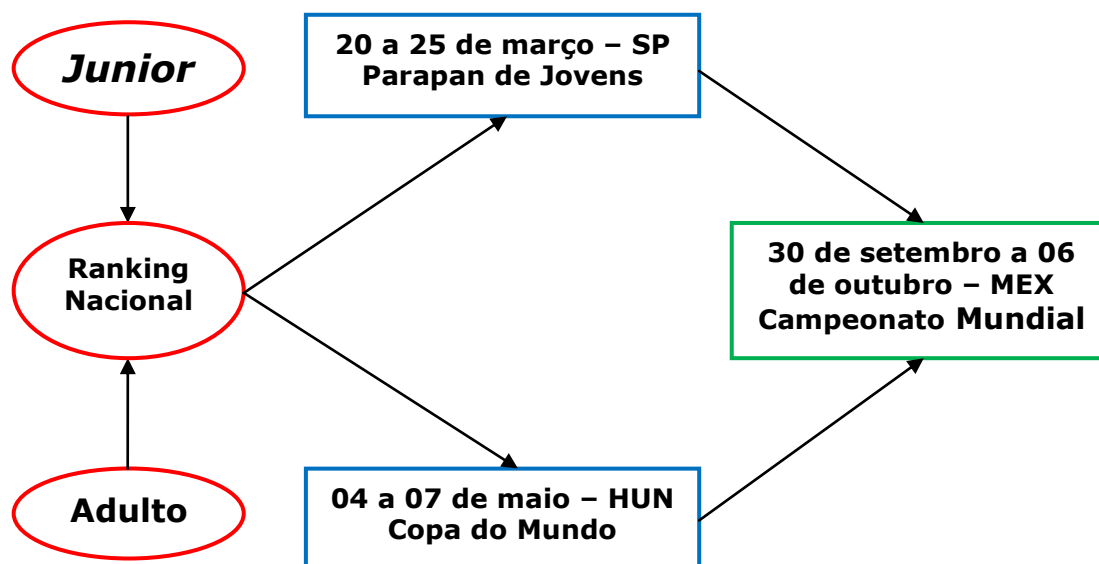 Junior
20 a 25 de março – SP
Parapan de Jovens
Ranking
Nacional
30 de setembro a 06
de outubro – MEX
Campeonato Mundial
Adulto
04 a 07 de maio – HUN
Copa do Mundo